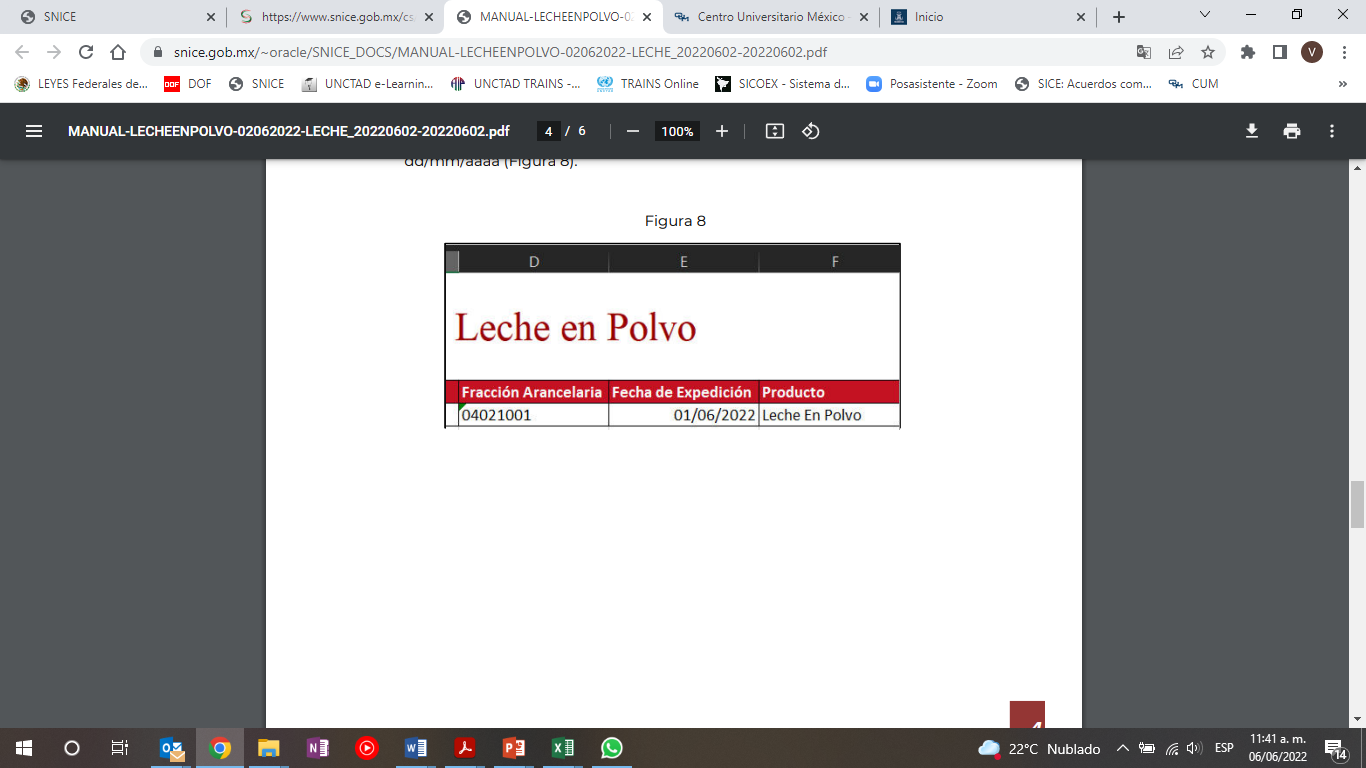 SNICE
https://www.snice.gob.mx/cs
MANUAL-LECHEENPOLVO-02
Centro Universitario México -
Inicio
snice.gob.mx/~oracle/SNICE_DOCS/MANUAL-LECHEENPOLVO-02062022-LECHE_20220602-20220602.pdf
V
LEYES Federales de...
DOF
DOF
SNICE
UNCTAD e-Learnin...
UNCTAD TRAINS -...
TRAINS Online
SICOEX - Sistema d...
Posasistente - Zoom
SICE: Acuerdos com...
CUM
»
MANUAL-LECHEENPOLVO-02062022-LECHE_20220602-20220602.pdf
4 / 6
100%
dd/mm/aaaa (Figura 8).
Figura 8
D E F
Leche en Polvo
Fracción Arancelaria Fecha de Expedición Producto
04021001 01/06/2022 Leche En Polvo
4
22°C Nublado
ESP
11:41 a. m.
06/06/2022
14